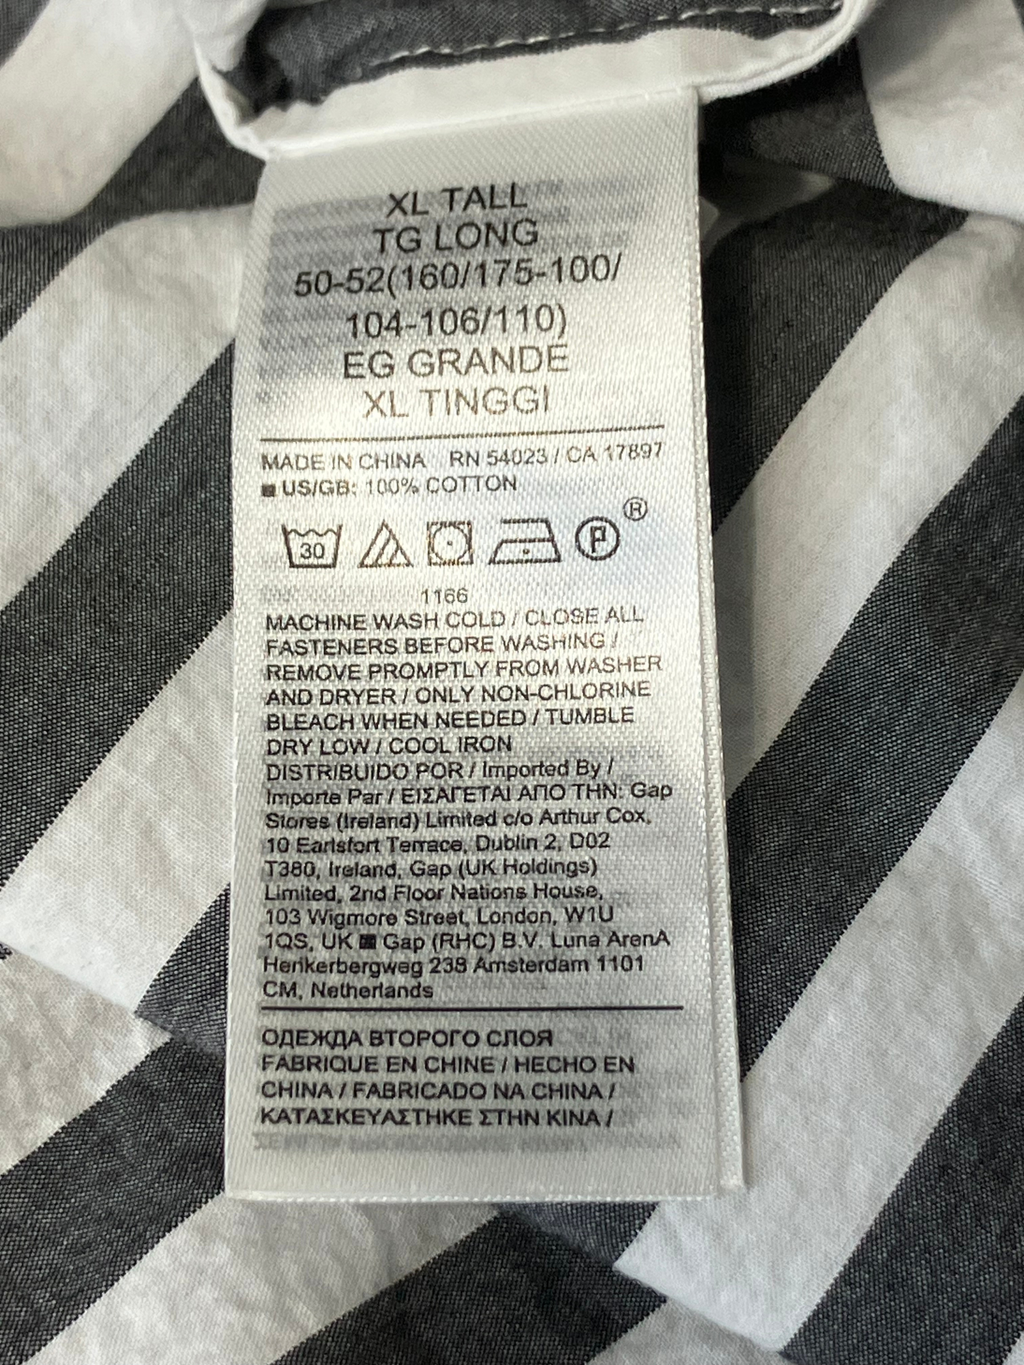 XL TALL
TG LONG
50-52(160/175-100/
104-106/110)
EG GRANDE
XL TINGGI
MADE IN CHINA RN 54023 / CA 17897
■ US/GB: 100% COTTON
30 P ®
1166
MACHINE WASH COLD / CLOSE ALL
FASTENERS BEFORE WASHING /
REMOVE PROMPTLY FROM WASHER
AND DRYER / ONLY NON-CHLORINE
BLEACH WHEN NEEDED / TUMBLE
DRY LOW / COOL IRON
DISTRIBUIDO POR / Imported By /
Importe Par / ΕΙΣΑΓΕΤΑΙ ΑΠΟ ΤΗΝ: Gap
Stores (Ireland) Limited c/o Arthur Cox,
10 Earlsfort Terrace, Dublin 2, D02
T380, Ireland, Gap (UK Holdings)
Limited, 2nd Floor Nations House,
103 Wigmore Street, London, W1U
1QS, UK ■ Gap (RHC) B.V. Luna ArenA
Herikerbergweg 238 Amsterdam 1101
CM, Netherlands
ОДЕЖДА ВТОРОГО СЛОЯ
FABRIQUE EN CHINE / HECHO EN
CHINA / FABRICADO NA CHINA /
ΚΑΤΑΣΚΕΥΑΣΤΗΚΕ ΣΤΗΝ ΚΙΝΑ /